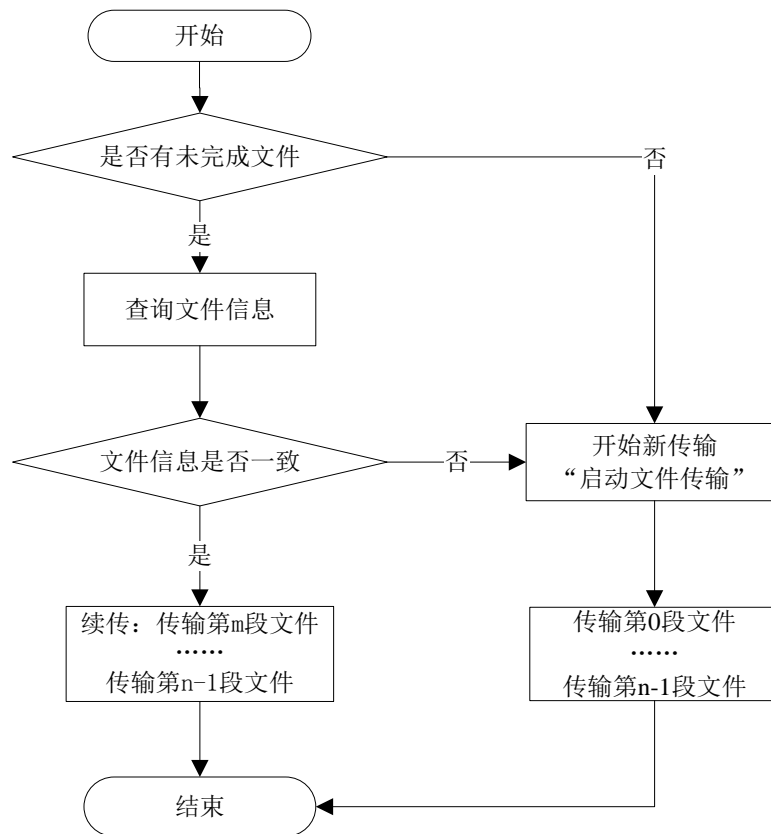 开始
是否有未完成文件
否
是
查询文件信息
文件信息是否一致
否
开始新传输
“启动文件传输”
是
续传：传输第m段文件
……
传输第n-1段文件
传输第0段文件
……
传输第n-1段文件
结束